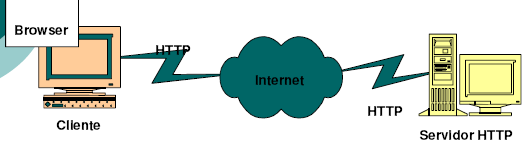 Browser
HTTP
Internet
HTTP
Cliente
Servidor HTTP